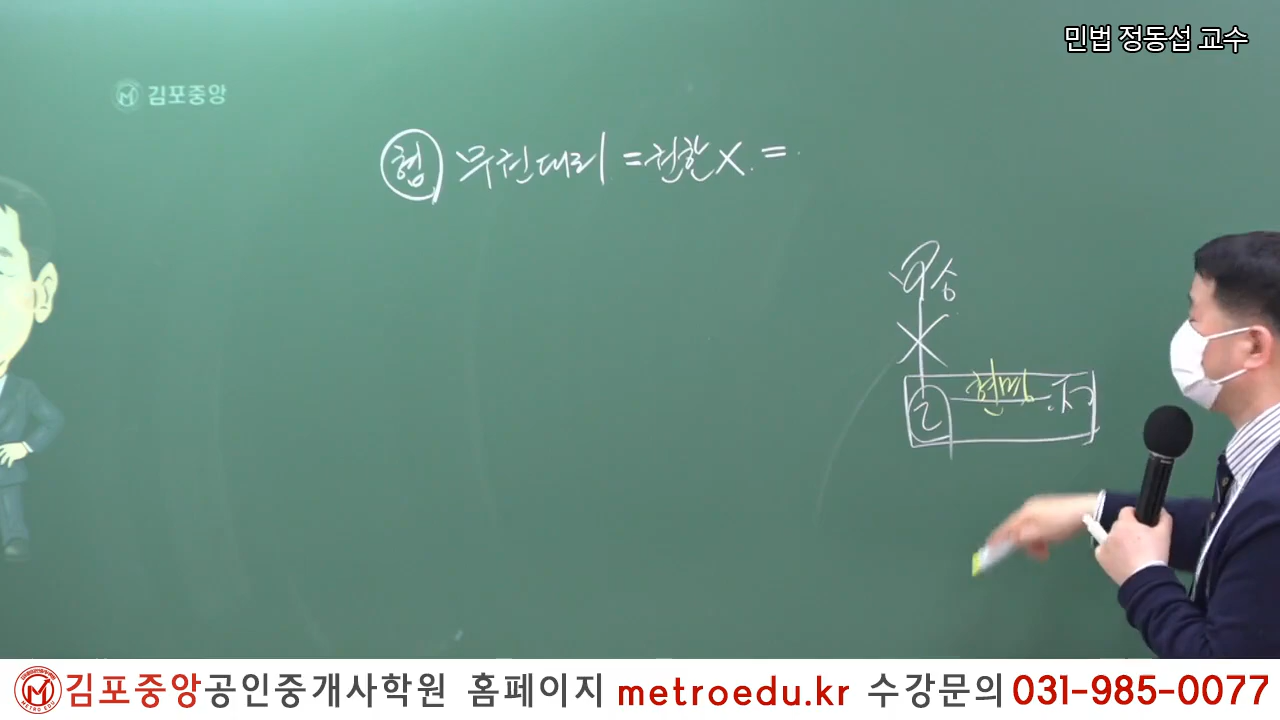 민법 정동섭 교수
김포중앙
협 무권대리 = 권한 X. =
X
乙
김포중앙공인중개사학원 홈페이지 metroedu.kr 수강문의 031-985-0077